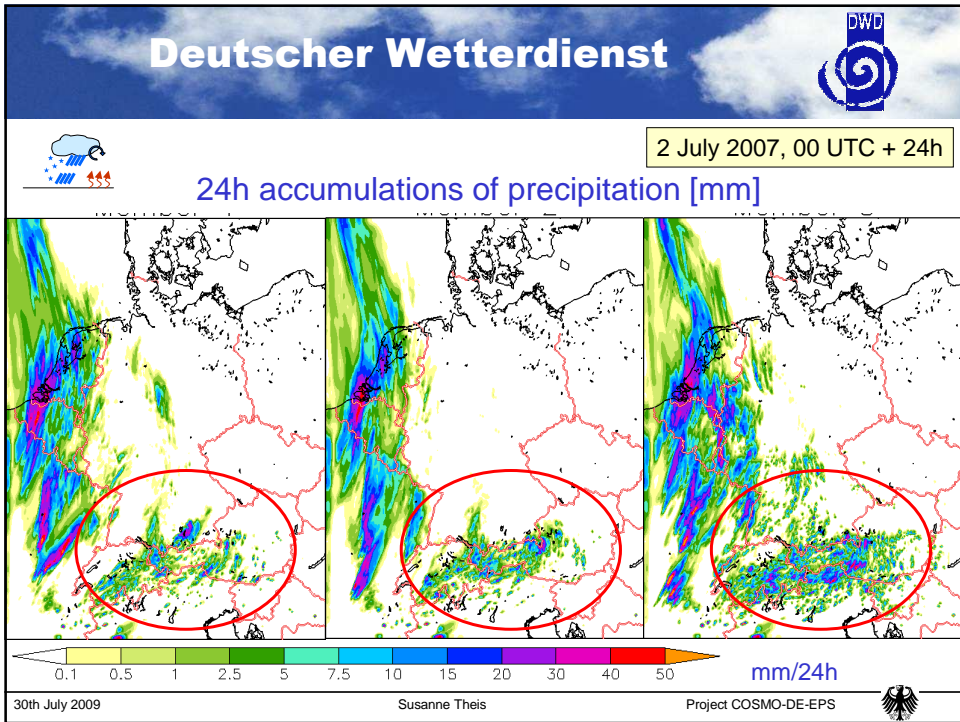 Deutscher Wetterdienst
DWD
2 July 2007, 00 UTC + 24h
24h accumulations of precipitation [mm]
0.1 0.5 1 2.5 5 7.5 10 15 20 30 40 50
mm/24h
30th July 2009 Susanne Theis Project COSMO-DE-EPS